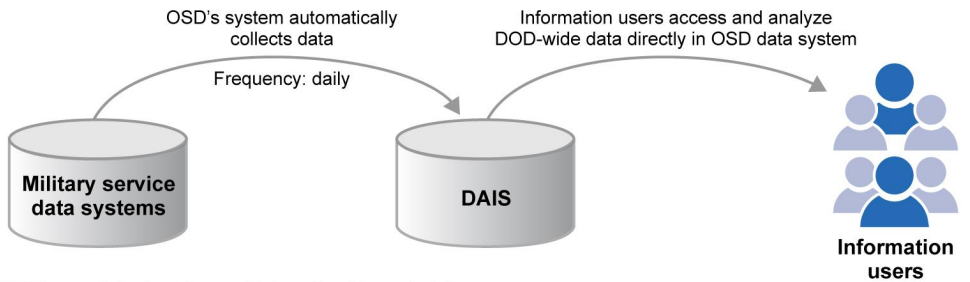 OSD's system automatically
collects data
Frequency: daily
Information users access and analyze
DOD-wide data directly in OSD data system
Military service
data systems
DAIS
Information
users